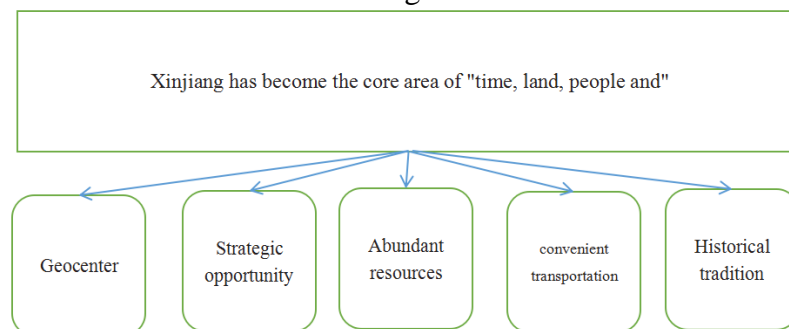 Xinjiang has become the core area of "time, land, people and"
Geocenter
Strategic
opportunity
Abundant
resources
convenient
transportation
Historical
tradition